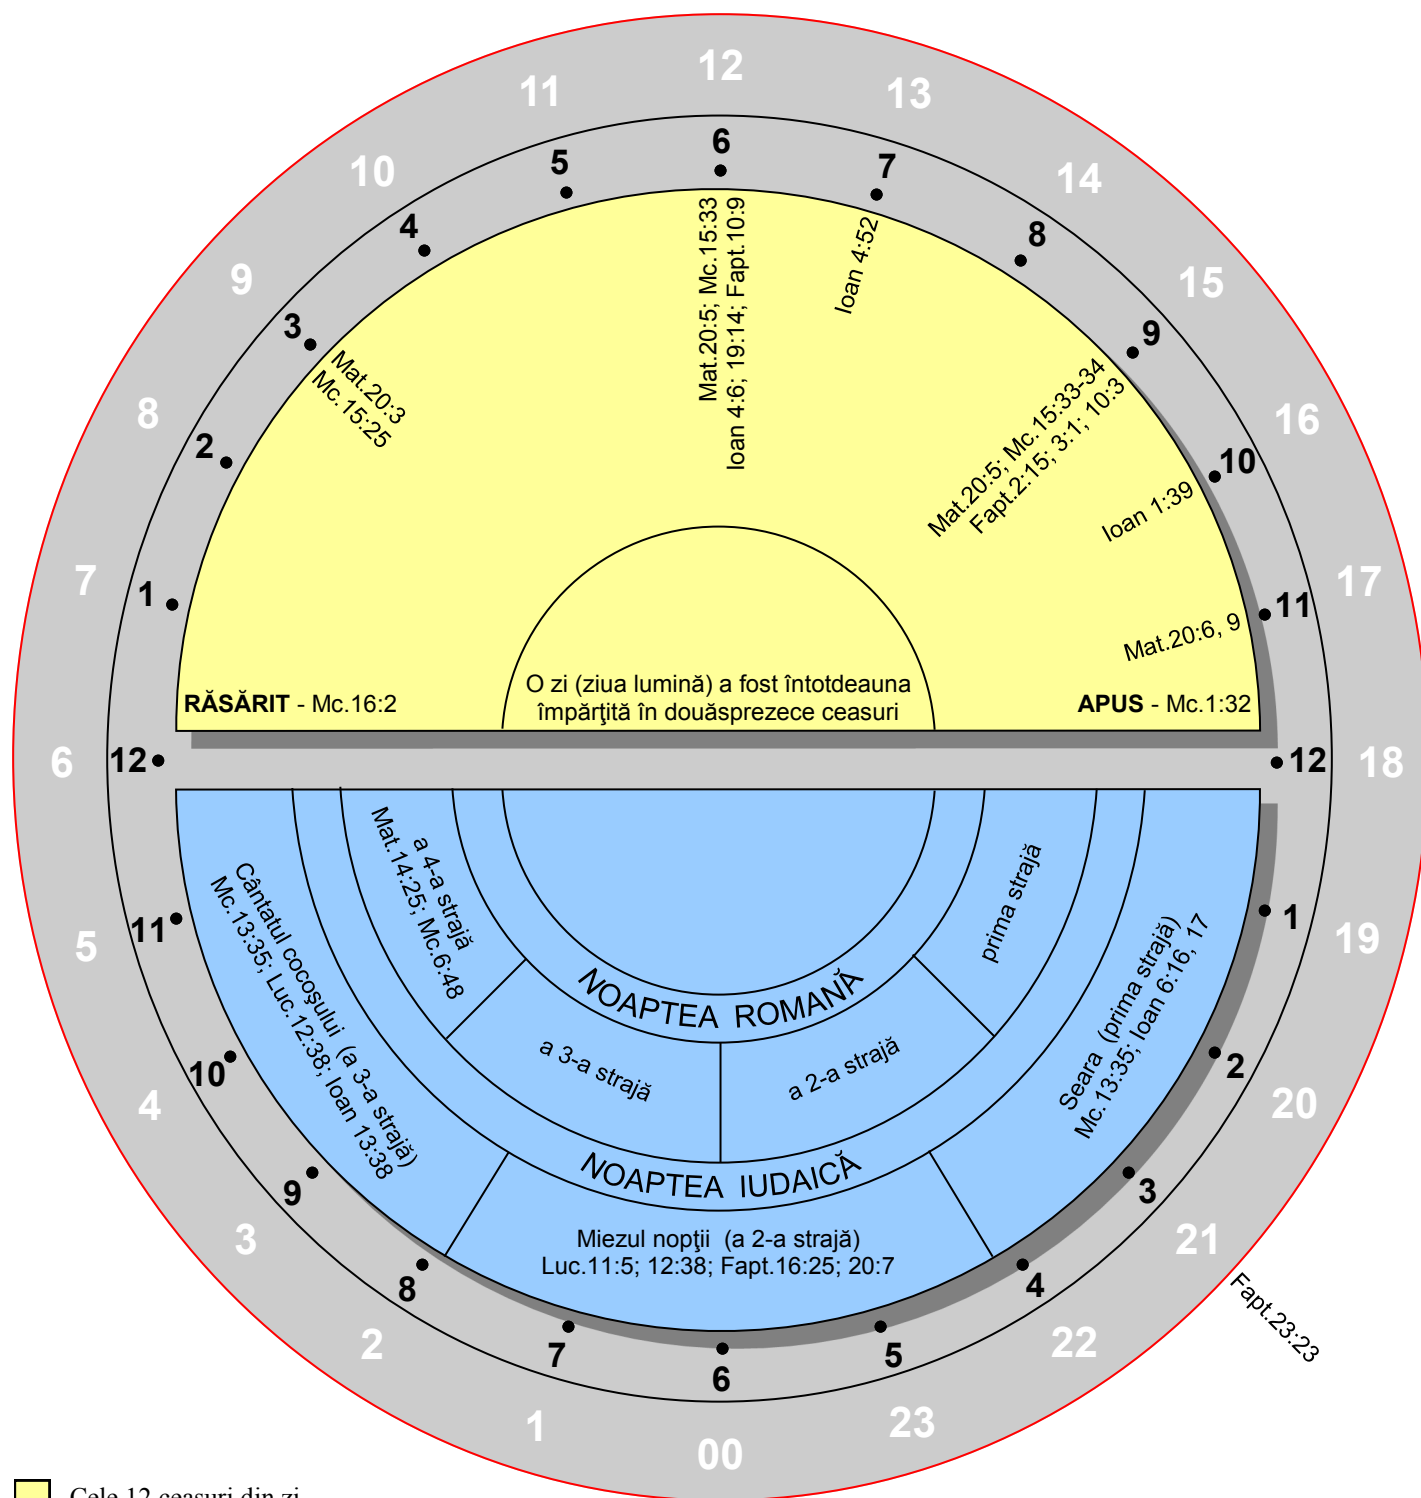 12
13
14
15
16
17
18
19
20
21
22
23
00
1
2
3
4
5
6
7
8
9
10
11
6
7
8
9
10
11
12
1
2
3
4
5
6
7
8
9
10
11
12
1
2
3
4
5
Mat.20:3
Mc.15:25
Mat.20:5; Mc.15:33
Ioan 4:6; 19:14; Fapt.10:9
Ioan 4:52
Mat.20:5; Mc.15:33-34
Fapt.2:15; 3:1; 10:3
Ioan 1:39
Mat.20:6, 9
RĂSĂRIT - Mc.16:2
O zi (ziua lumină) a fost întotdeauna
împărţită în douăsprezece ceasuri
APUS - Mc.1:32
a 4-a strajă
Mat.14:25; Mc.6:48
a 3-a strajă
a 2-a strajă
prima strajă
NOAPTEA ROMANĂ
Cântatul cocoşului (a 3-a strajă)
Mc.13:35; Luc.12:38; Ioan 13:38
NOAPTEA IUDAICĂ
Miezul nopţii (a 2-a strajă)
Luc.11:5; 12:38; Fapt.16:25; 20:7
Seara (prima strajă)
Mc.13:35; Ioan 6:16, 17
Fapt.23:23
Cele 12 ceasuri din zi